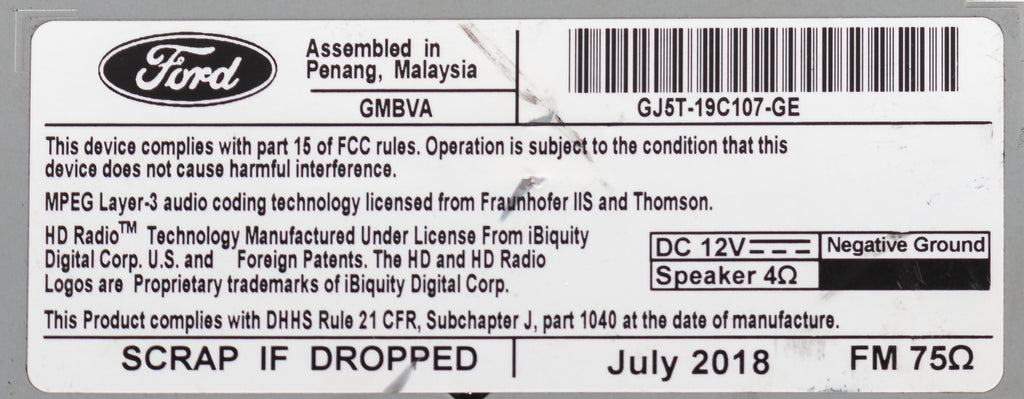 Ford
Assembled in
Penang, Malaysia
GMBVA
GJ5T-19C107-GE
This device complies with part 15 of FCC rules. Operation is subject to the condition that this
device does not cause harmful interference.
MPEG Layer-3 audio coding technology licensed from Fraunhofer IIS and Thomson.
HD Radio™ Technology Manufactured Under License From iBiquity
Digital Corp. U.S. and Foreign Patents. The HD and HD Radio
Logos are Proprietary trademarks of iBiquity Digital Corp.
DC 12V⎓ Negative Ground
Speaker 4Ω
This Product complies with DHHS Rule 21 CFR, Subchapter J, part 1040 at the date of manufacture.
SCRAP IF DROPPED
July 2018
FM 75Ω